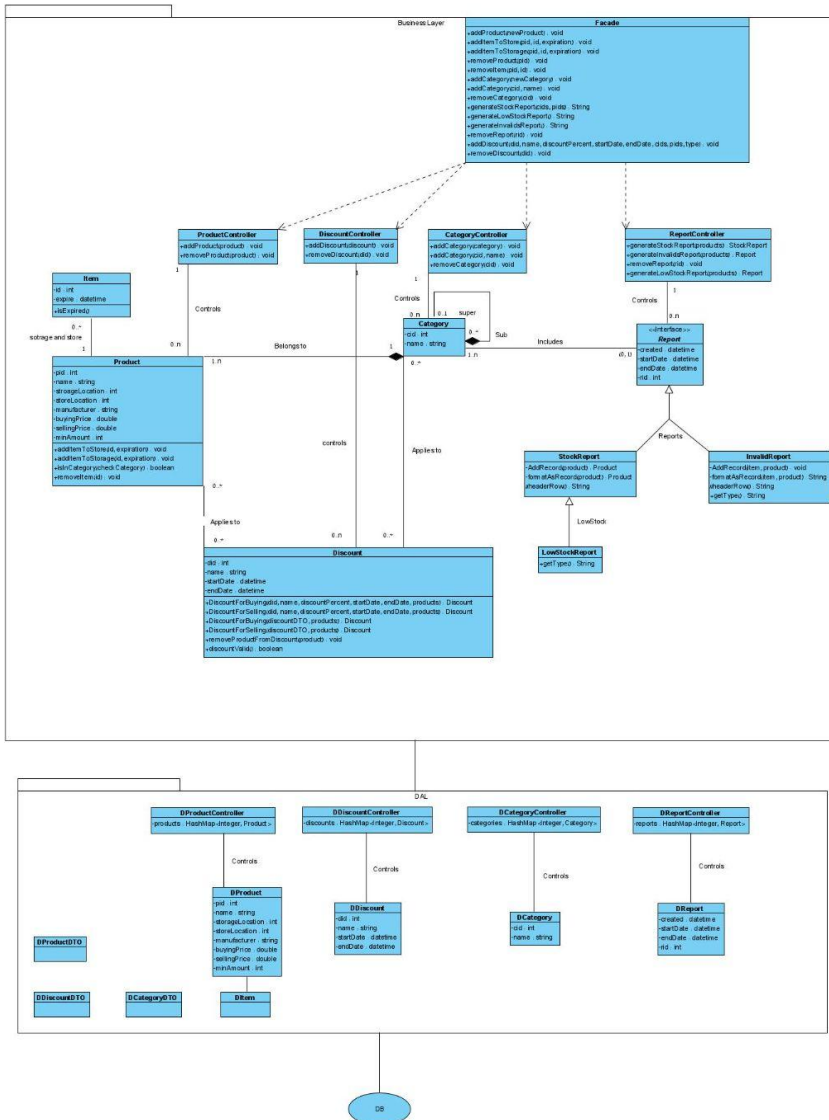 Business Layer
Facade
+addProduct(newProduct) : void
+addItemToStore(pid, id, expiration) : void
+addItemToStorage(pid, id, expiration) : void
+removeProduct(pid) : void
+removeItem(pid, id) : void
+addCategory(newCategory) : void
+addCategory(cid, name) : void
+removeCategory(cid) : void
+generateStockReport(cids, pids) : String
+generateLowStockReport() : String
+generateInvalidsReport() : String
+removeReport(rid) : void
+addDiscount(did, name, discountPercent, startDate, endDate, cids, pids, type) : void
+removeDiscount(did) : void
ProductController
+addProduct(product) : void
+removeProduct(product) : void
DiscountController
+addDiscount(discount) : void
+removeDiscount(did) : void
CategoryController
+addCategory(category) : void
+addCategory(cid, name) : void
+removeCategory(cid) : void
ReportController
+generateStockReport(products) : StockReport
+generateInvalidsReport(products) : Report
+removeReport(rid) : void
+generateLowStockReport(products) : Report
1
1
1
1
Item
-id : int
-expire : datetime
+isExpired()
Controls
Controls
Controls
0..*
sotrage and store
1
0..n
0..n
0..1
super
0..*
Sub
0..n
Category
-cid : int
-name : string
<<Interface>>
Report
-created : datetime
-startDate : datetime
-endDate : datetime
-rid : int
Belongs to
1..n
1
0..*
Includes
1..n
Product
-pid : int
-name : string
-stroageLocation : int
-storeLocation : int
-manufacturer : string
-buyingPrice : double
-sellingPrice : double
-minAmount : int
+addItemToStore(id, expiration) : void
+addItemToStorage(id, expiration) : void
+isInCategory(checkCategory) : boolean
+removeItem(id) : void
controls
Applies to
Reports
StockReport
-AddRecord(product) : Product
-formatAsRecord(product) : Product
#headerRow() : String
InvalidReport
-AddRecord(item, product) : void
-formatAsRecord(item, product) : String
#headerRow() : String
+getType() : String
LowStock
LowStockReport
+getType() : String
0..*
Applies to
0..*
0..n
0..*
Discount
-did : int
-name : string
-startDate : datetime
-endDate : datetime
+DiscountForBuying(did, name, discountPercent, startDate, endDate, products) : Discount
+DiscountForSelling(did, name, discountPercent, startDate, endDate, products) : Discount
+DiscountForBuying(discountDTO, products) : Discount
+DiscountForSelling(discountDTO, products) : Discount
+removeProductFromDiscount(product) : void
+discountValid() : boolean
DAL
DProductController
-products : HashMap<Integer, Product>
DDiscountController
-discounts : HashMap<Integer, Discount>
DCategoryController
-categories : HashMap<Integer, Category>
DReportController
-reports : HashMap<Integer, Report>
Controls
Controls
Controls
Controls
DProduct
-pid : int
-name : string
-storageLocation : int
-storeLocation : int
-manufacturer : string
-buyingPrice : double
-sellingPrice : double
-minAmount : int
DDiscount
-did : int
-name : string
-startDate : datetime
-endDate : datetime
DCategory
-cid : int
-name : string
DReport
-created : datetime
-startDate : datetime
-endDate : datetime
-rid : int
DProductDTO
DDiscountDTO
DCategoryDTO
DItem
DB